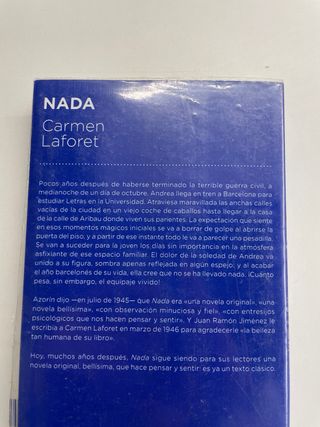 NADA
Carmen
Laforet
Pocos años después de haberse terminado la terrible guerra civil, a
medianoche de un día de octubre, Andrea llega en tren a Barcelona para
estudiar Letras en la Universidad. Atraviesa maravillada las anchas calles
vacías de la ciudad en un viejo coche de caballos hasta llegar a la casa
de la calle de Aribau donde viven sus parientes. La expectación que siente
en esos momentos mágicos iniciales se va a borrar de golpe al abrirse la
puerta del piso, y a partir de ese instante todo le va a parecer una pesadilla.
Se van a suceder para la joven los días sin importancia en la atmósfera
asfixiante de ese espacio familiar. El dolor de la soledad de Andrea va
unido a su figura, sombra apenas reflejada en algún espejo; y al acabar
el año barcelonés de su vida, ella cree que no se ha llevado nada. ¡Cuánto
pesa, sin embargo, el equipaje vivido!
Azorín dijo —en julio de 1945— que Nada era «una novela original», «una
novela bellísima», «con observación minuciosa y fiel», «con entresijos
psicológicos que nos hacen pensar y sentir». Y Juan Ramón Jiménez le
escribía a Carmen Laforet en marzo de 1946 para agradecerle «la belleza
tan humana de su libro».
Hoy, muchos años después, Nada sigue siendo para sus lectores una
novela original, bellísima, que hace pensar y sentir: es ya un texto clásico.